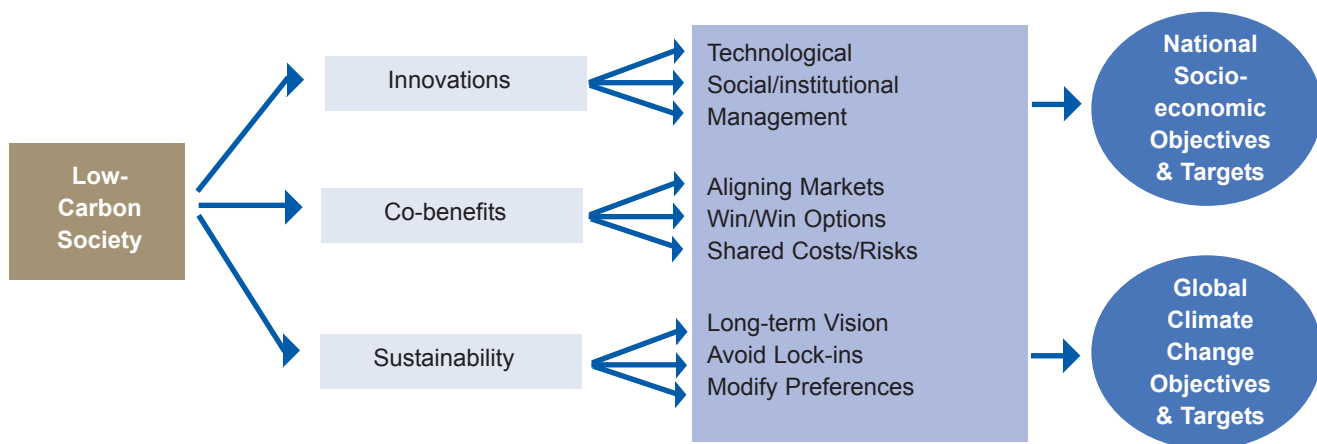 Low-
Carbon
Society
Innovations
Co-benefits
Sustainability
Technological
Social/institutional
Management
Aligning Markets
Win/Win Options
Shared Costs/Risks
Long-term Vision
Avoid Lock-ins
Modify Preferences
National
Socio-
economic
Objectives
& Targets
Global
Climate
Change
Objectives
& Targets